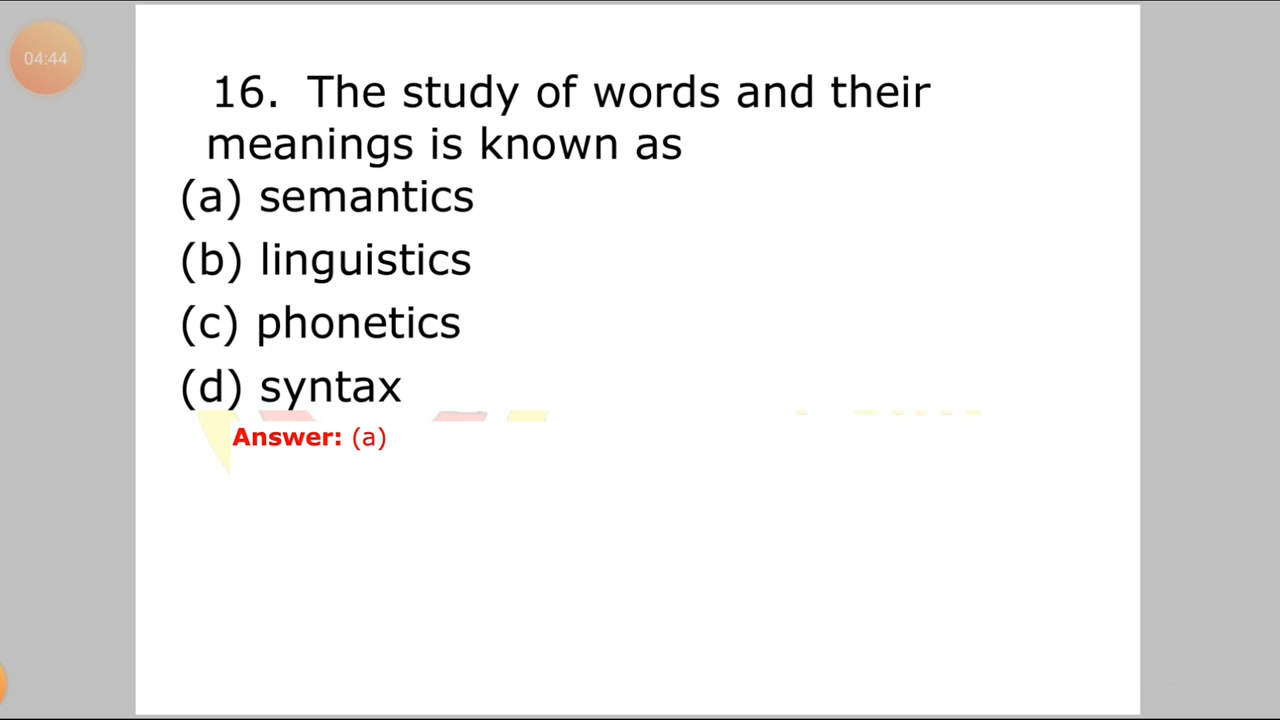 04:44
16. The study of words and their
meanings is known as
(a) semantics
(b) linguistics
(c) phonetics
(d) syntax
Answer: (a)